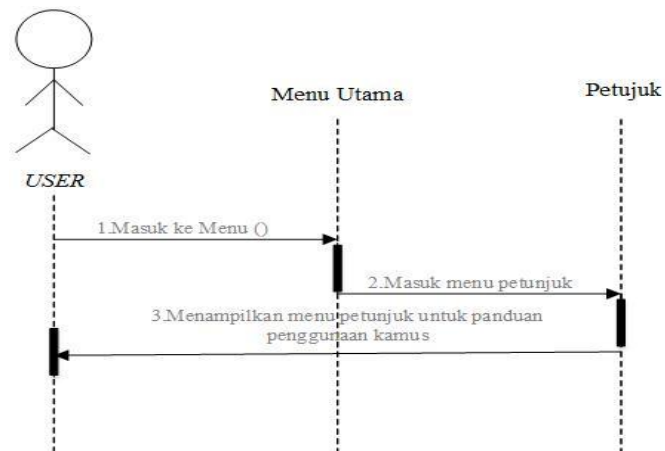 Menu Utama
Petujuk
USER
1.Masuk ke Menu ()
2.Masuk menu petunjuk
3.Menampilkan menu petunjuk untuk panduan
penggunaan kamus